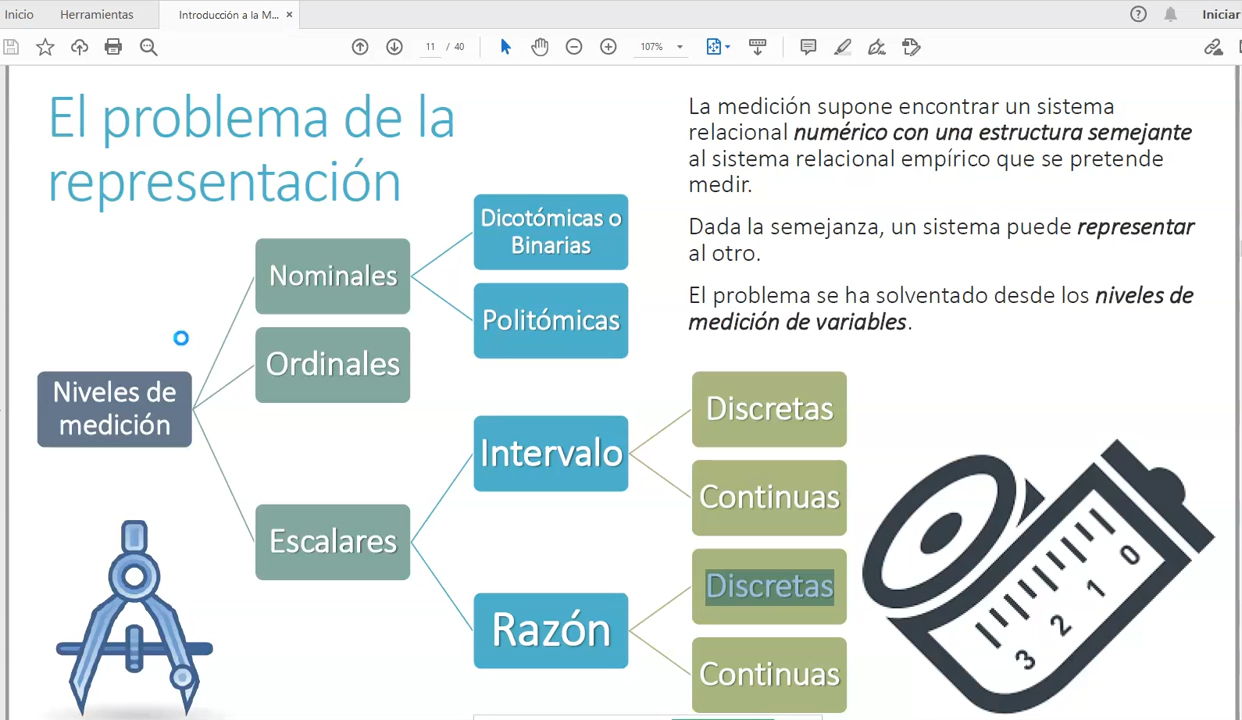 Inicio
Herramientas
Introducción a la M...
Iniciar
11 / 40
107%
El problema de la
representación
La medición supone encontrar un sistema
relacional numérico con una estructura semejante
al sistema relacional empírico que se pretende
medir.
Dada la semejanza, un sistema puede representar
al otro.
El problema se ha solventado desde los niveles de
medición de variables.
Niveles de
medición
Nominales
Dicotómicas o
Binarias
Politómicas
Ordinales
Escalares
Intervalo
Discretas
Continuas
Razón
Discretas
Continuas
0
1
2
3